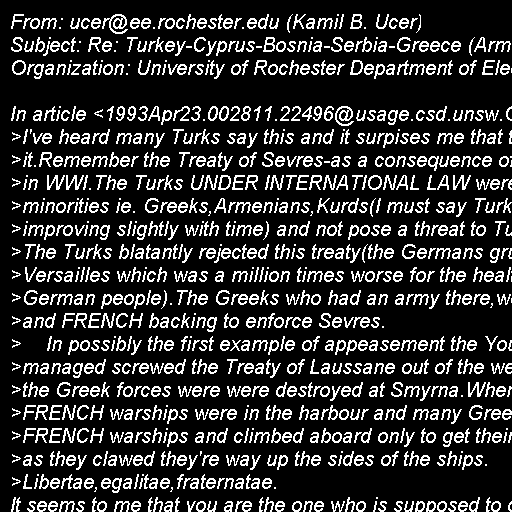 From: ucer@ee.rochester.edu (Kamil B. Ucer)
Subject: Re: Turkey-Cyprus-Bosnia-Serbia-Greece (Arm
Organization: University of Rochester Department of Ele

In article <1993Apr23.002811.22496@usage.csd.unsw.
>I've heard many Turks say this and it surpises me that
>it.Remember the Treaty of Sevres-as a consequence of
>in WWI.The Turks UNDER INTERNATIONAL LAW were
>minorities ie. Greeks,Armenians,Kurds(I must say Turk
>improving slightly with time) and not pose a threat to Tu
>The Turks blatantly rejected this treaty(the Germans gru
>Versailles which was a million times worse for the heal
>German people).The Greeks who had an army there,we
>and FRENCH backing to enforce Sevres.
>    In possibly the first example of appeasement the You
>managed screwed the Treaty of Laussane out of the we
>the Greek forces were were destroyed at Smyrna.When
>FRENCH warships were in the harbour and many Gree
>FRENCH warships and climbed aboard only to get their
>as they clawed they're way up the sides of the ships.
>Libertae,egalitae,fraternatae.
It seems to me that you are the one who is supposed to